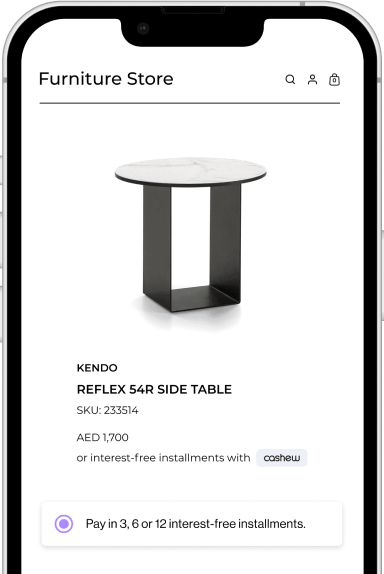 Furniture Store
0
KENDO
REFLEX 54R SIDE TABLE
SKU: 233514
AED 1,700
or interest-free installments with cashew
Pay in 3, 6 or 12 interest-free installments.